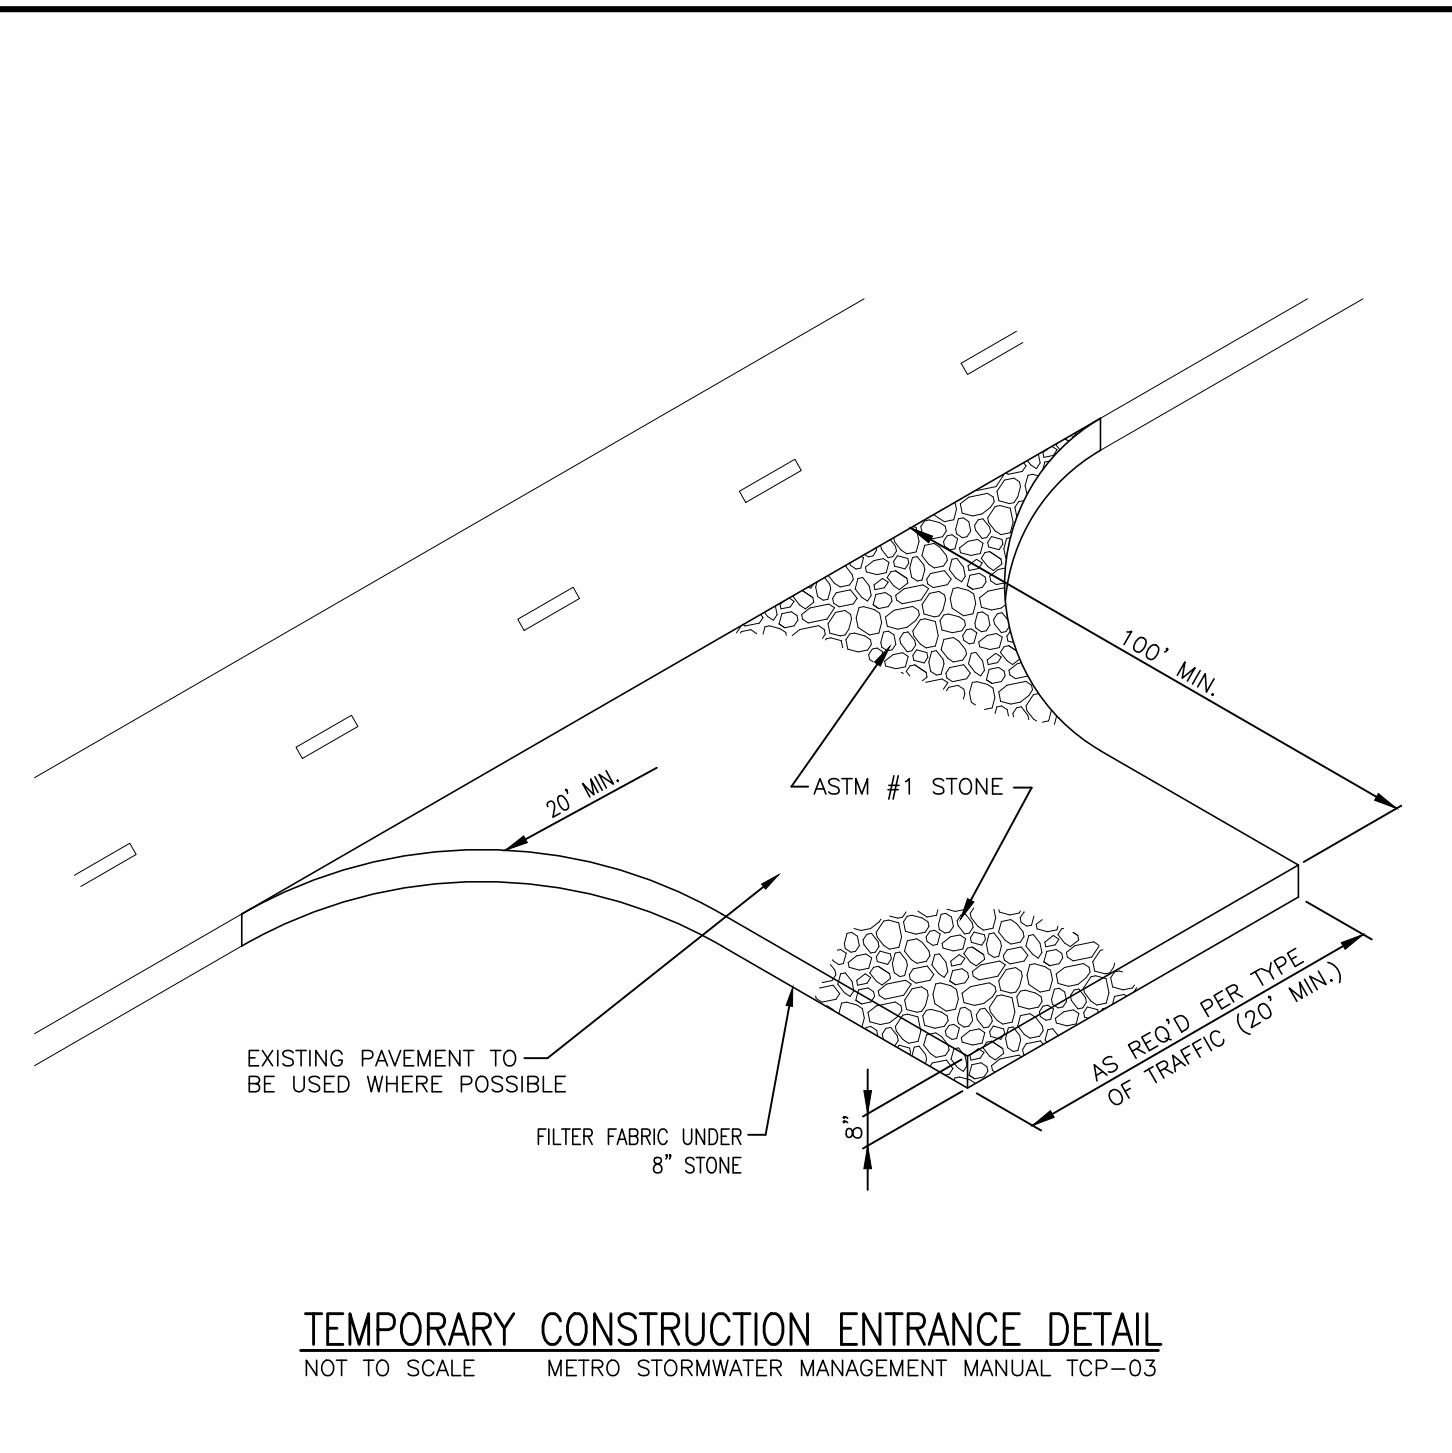 100' MIN.
20' MIN.
ASTM #1 STONE
EXISTING PAVEMENT TO
BE USED WHERE POSSIBLE
AS REQ'D PER TYPE
OF TRAFFIC (20' MIN.)
8"
FILTER FABRIC UNDER
8" STONE
TEMPORARY CONSTRUCTION ENTRANCE DETAIL
NOT TO SCALE METRO STORMWATER MANAGEMENT MANUAL TCP-03